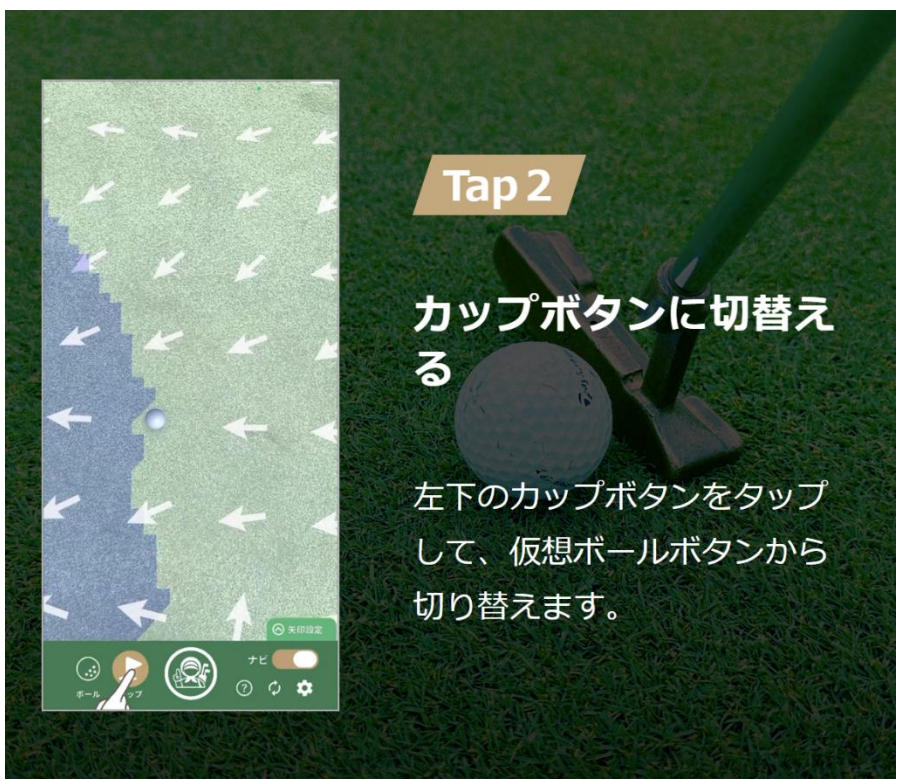 Tap 2
カップボタンに切替え
る
左下のカップボタンをタップ
して、仮想ボールボタンから
切り替えます。
矢印設定
ナビ
ボール
ップ
?